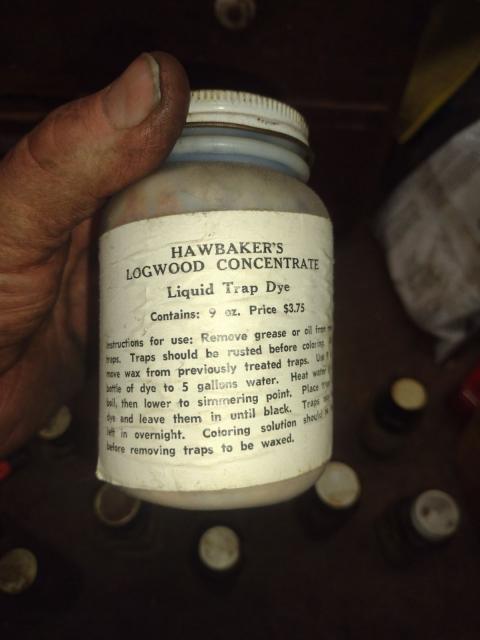 HAWBAKER'S
LOGWOOD CONCENTRATE
Liquid Trap Dye
Contains: 9 oz. Price $3.75
Instructions for use: Remove grease or oil from
traps. Traps should be rusted before coloring.
move wax from previously treated traps. Use
bottle of dye to 5 gallons water. Heat water
boil, then lower to simmering point. Place
dye and leave them in until black. Traps
left in overnight. Coloring solution should
before removing traps to be waxed.